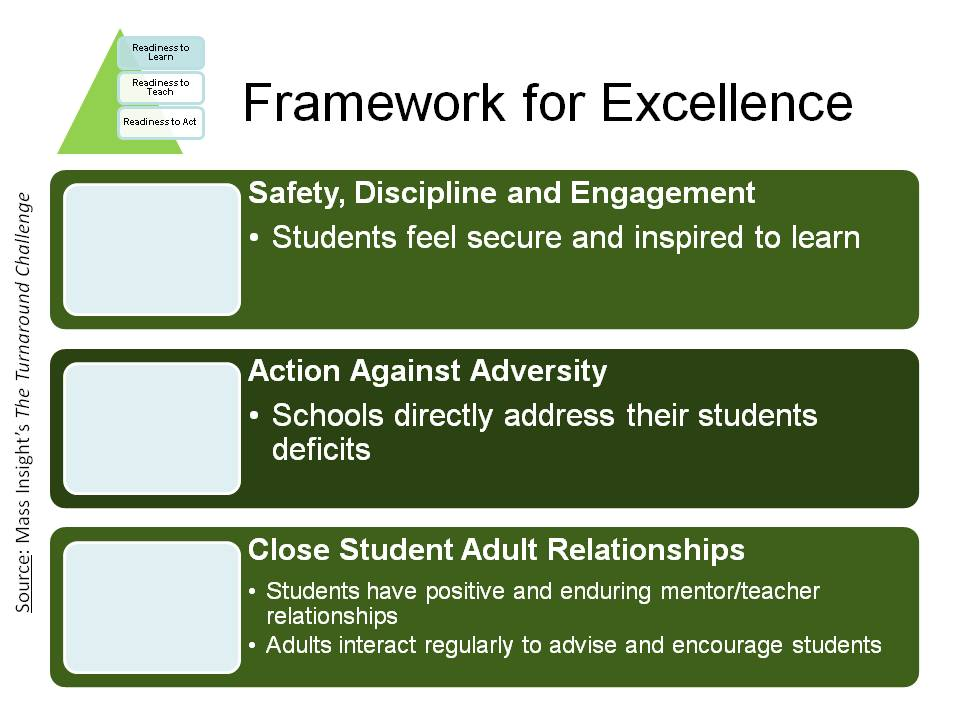 Readiness to
Learn
Readiness to
Teach
Readiness to Act
Framework for Excellence
Source: Mass Insight's The Turnaround Challenge
Safety, Discipline and Engagement
• Students feel secure and inspired to learn
Action Against Adversity
• Schools directly address their students
deficits
Close Student Adult Relationships
• Students have positive and enduring mentor/teacher
relationships
• Adults interact regularly to advise and encourage students